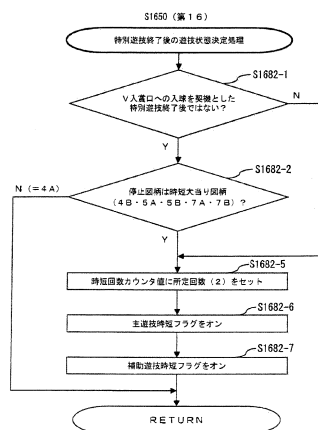 S1650 (第16)
特別遊技終了後の遊技状態決定処理
S1682-1
V入賞口への入球を契機とした
特別遊技終了後ではない?
N
Y
S1682-2
N (=4A)
停止図柄は時短大当り図柄
(4B・5A・5B・7A・7B)?
Y
S1682-5
時短回数カウンタ値に所定回数(2)をセット
S1682-6
主遊技時短フラグをオン
S1682-7
補助遊技時短フラグをオン
RETURN